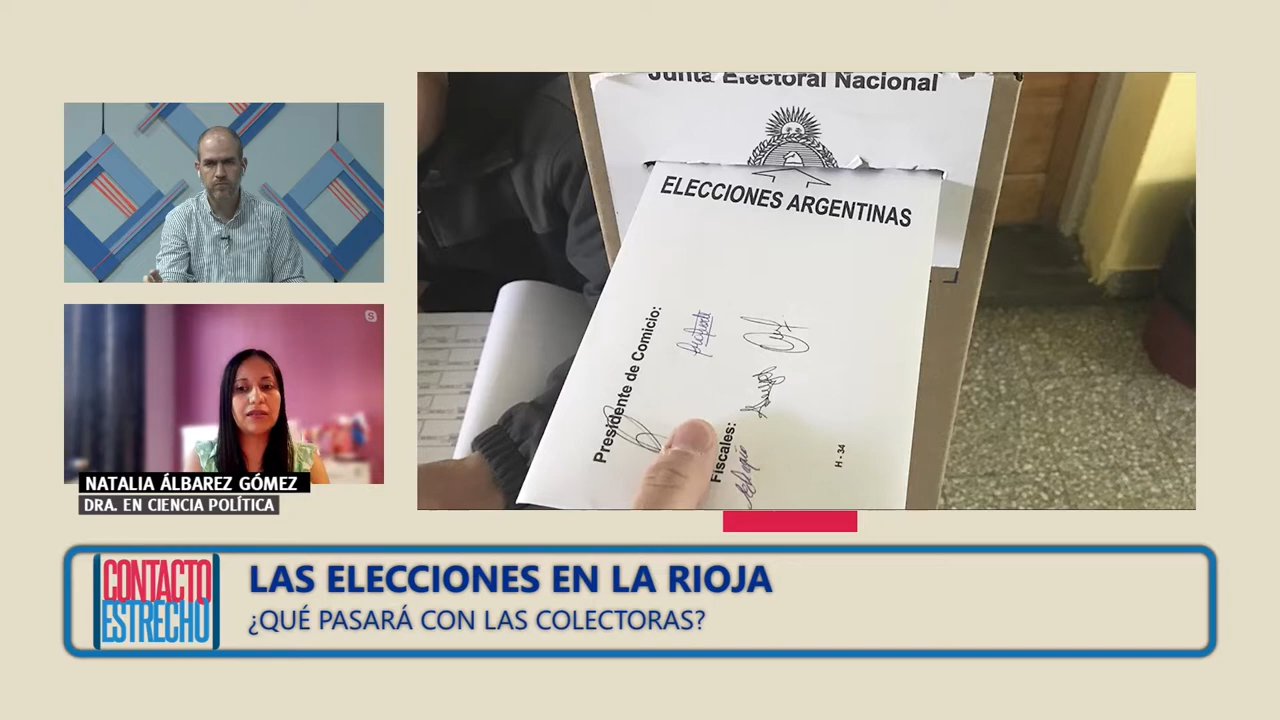 Junta Electoral Nacional
ELECCIONES ARGENTINAS
Presidente de Comicio:
Fiscales:
H - 34
NATALIA ÁLBAREZ GÓMEZ
DRA. EN CIENCIA POLÍTICA
CONTACTO
ESTRECHO
LAS ELECCIONES EN LA RIOJA
¿QUÉ PASARÁ CON LAS COLECTORAS?